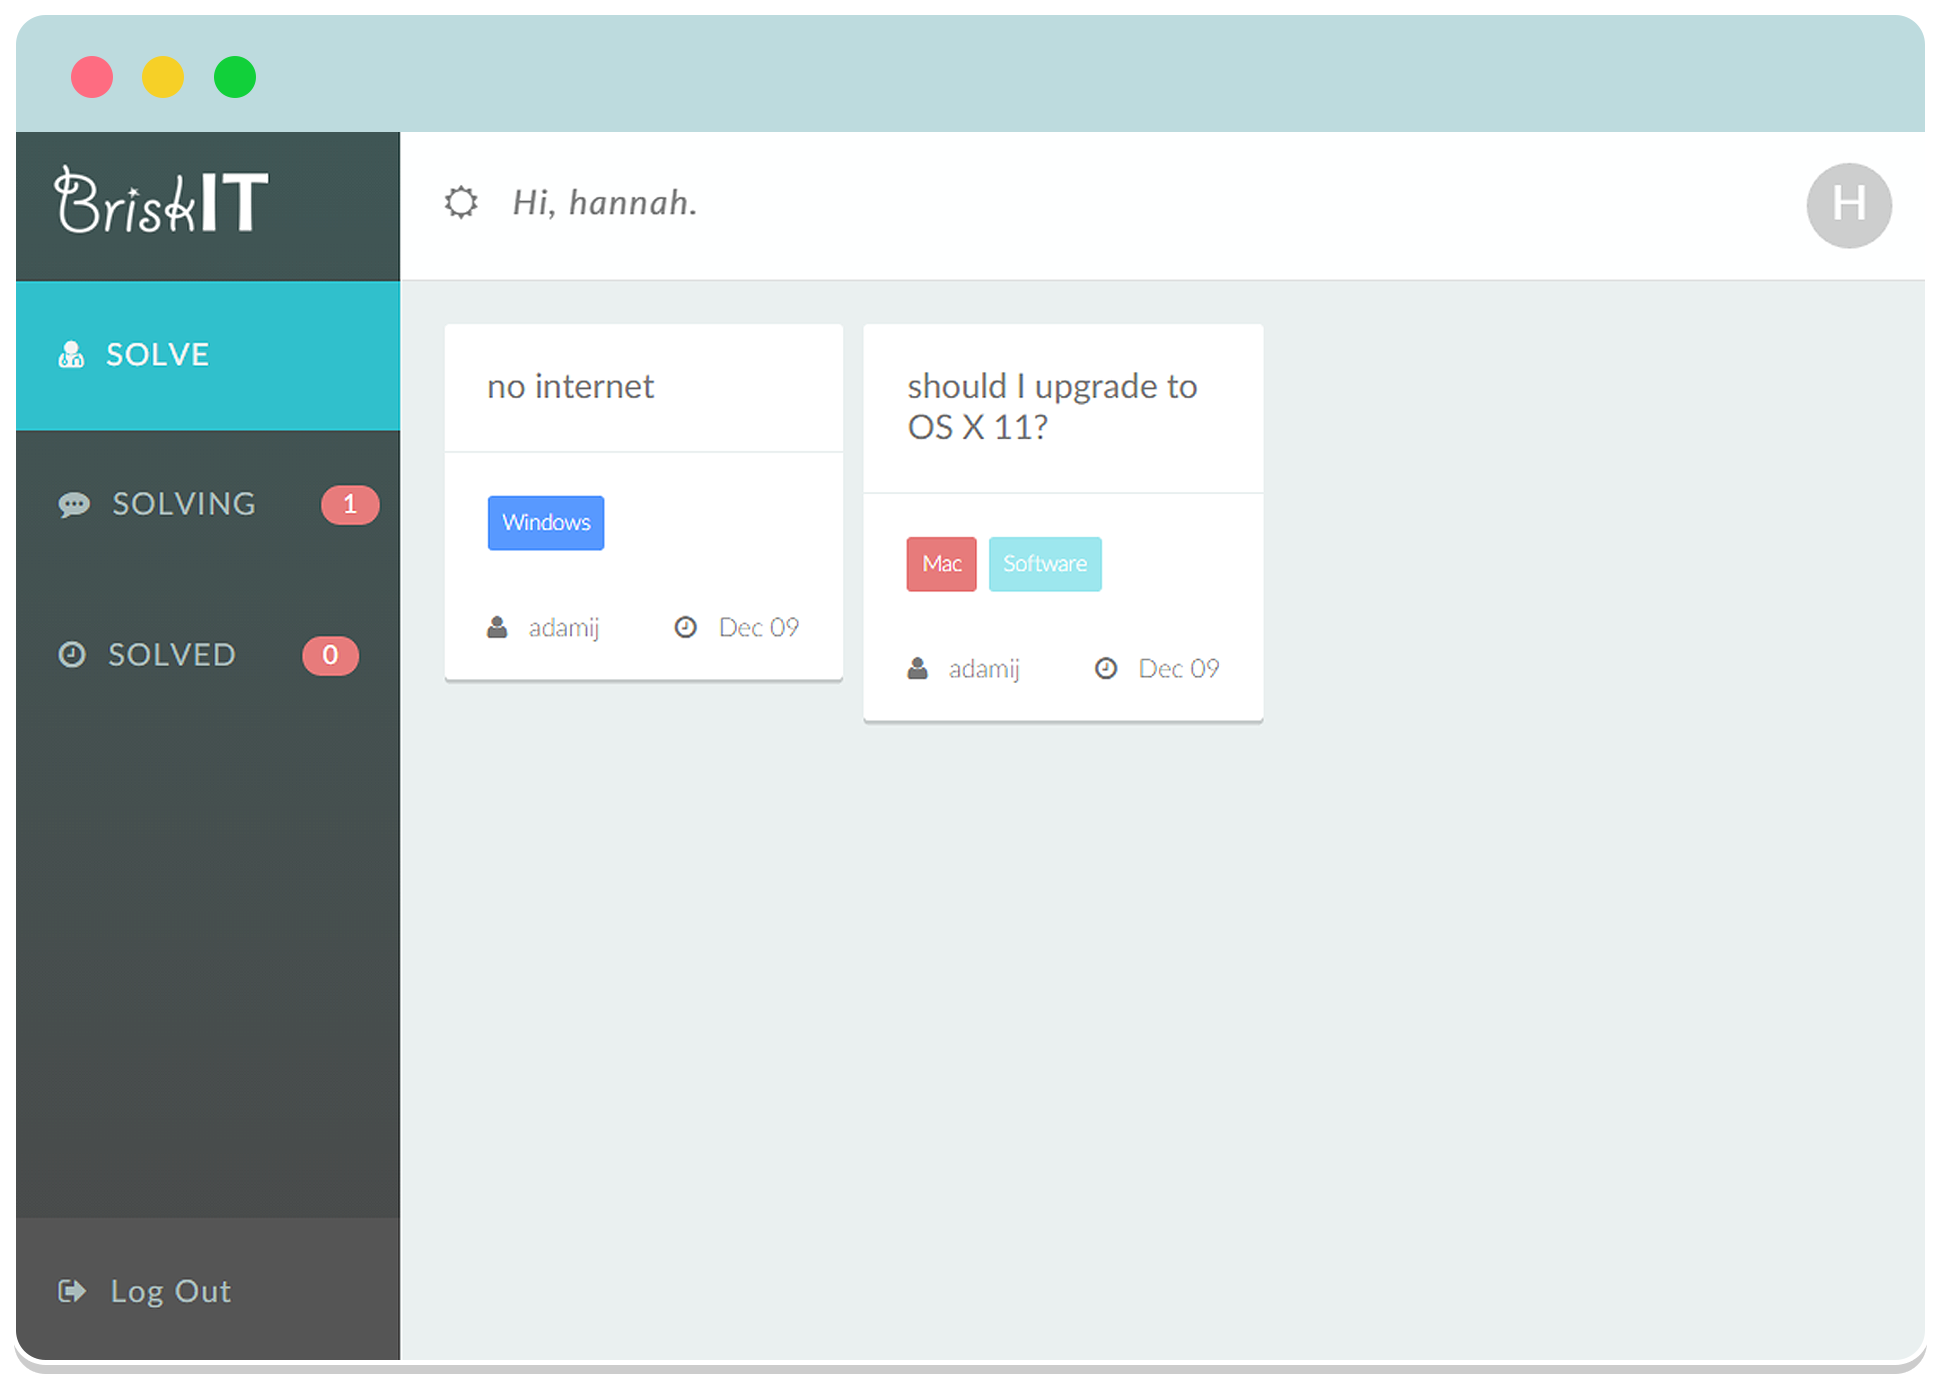 BriskIT
Hi, hannah.
H
SOLVE
SOLVING 1
SOLVED 0
Log Out
no internet
Windows
adamij Dec 09
should I upgrade to
OS X 11?
Mac Software
adamij Dec 09